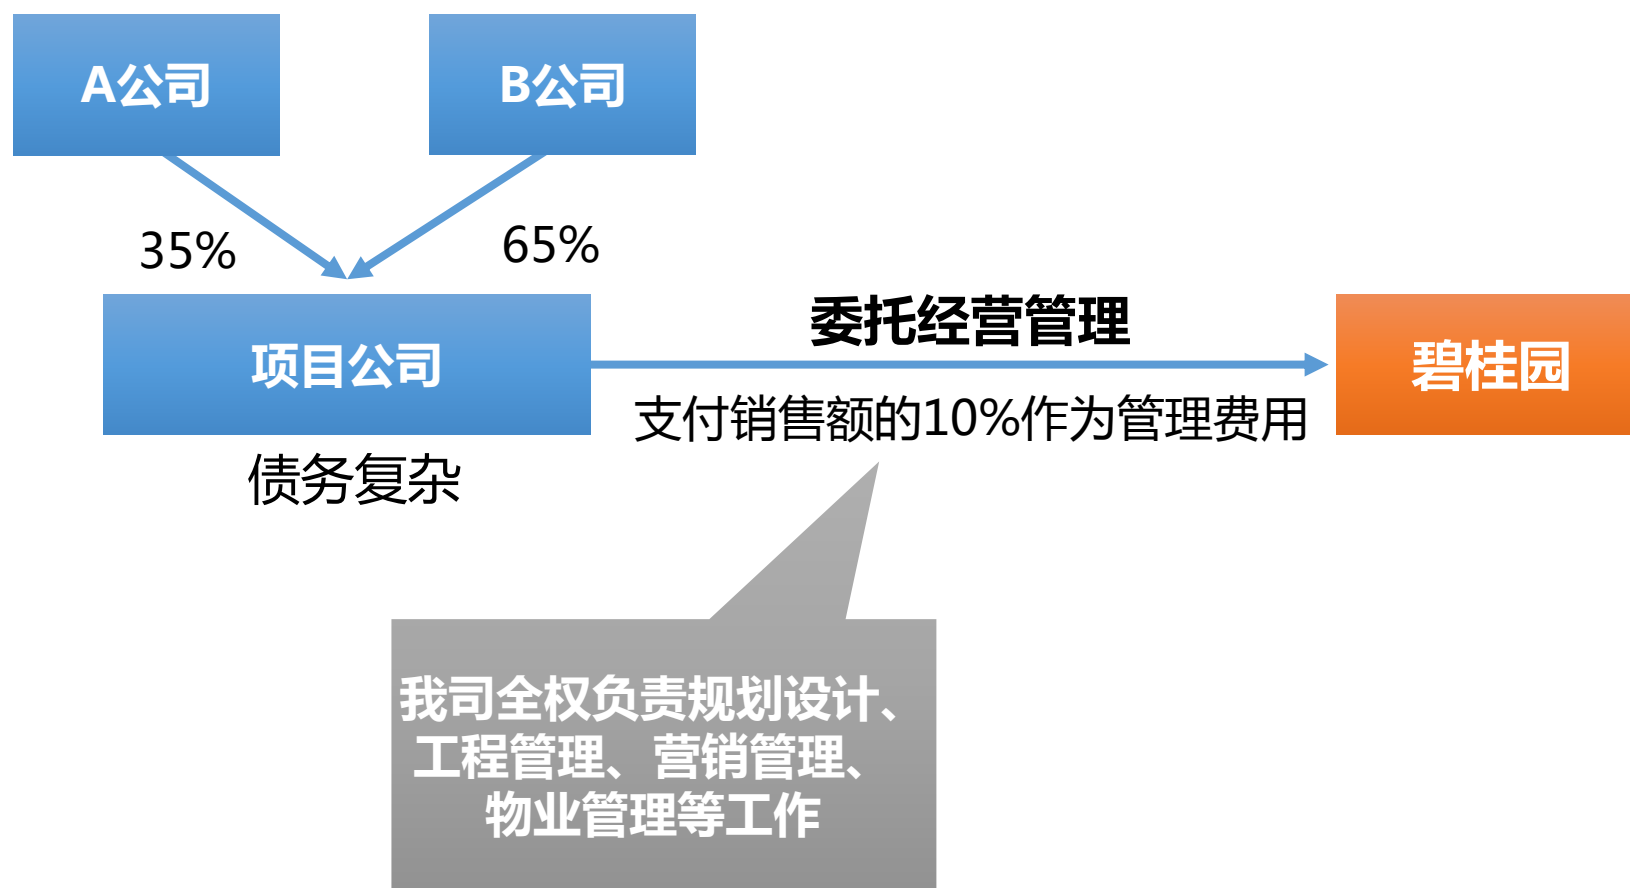 A公司
B公司
35%
65%
项目公司
委托经营管理
碧桂园
支付销售额的10%作为管理费用
债务复杂
我司全权负责规划设计、
工程管理、营销管理、
物业管理等工作